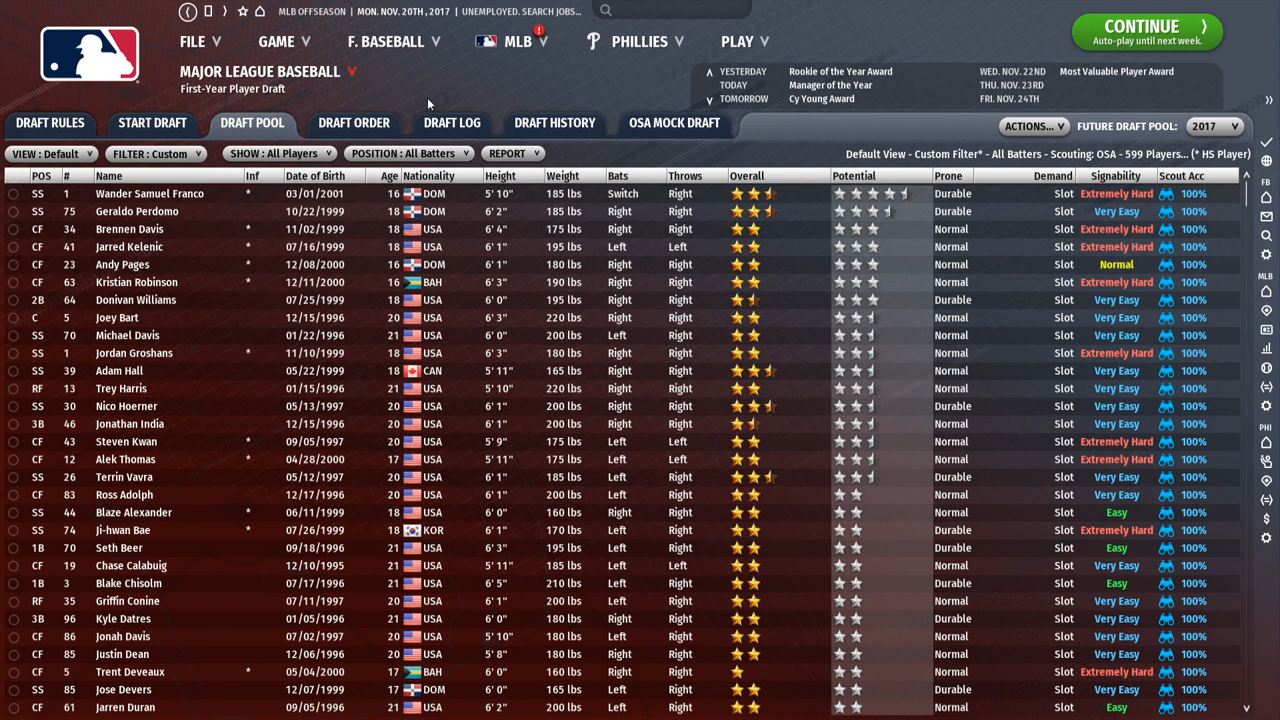 MLB OFFSEASON | MON. NOV. 20TH , 2017 | UNEMPLOYED. SEARCH JOBS...
FILE GAME F. BASEBALL MLB ! PHILLIES PLAY
CONTINUE
Auto-play until next week.
MAJOR LEAGUE BASEBALL
First-Year Player Draft
YESTERDAY Rookie of the Year Award WED. NOV. 22ND Most Valuable Player Award
TODAY Manager of the Year THU. NOV. 23RD
TOMORROW Cy Young Award FRI. NOV. 24TH
DRAFT RULES START DRAFT DRAFT POOL DRAFT ORDER DRAFT LOG DRAFT HISTORY OSA MOCK DRAFT ACTIONS... FUTURE DRAFT POOL: 2017
VIEW : Default FILTER : Custom SHOW : All Players POSITION : All Batters REPORT Default View - Custom Filter* - All Batters - Scouting: OSA - 599 Players... (* HS Player)
POS # Name Inf Date of Birth Age Nationality Height Weight Bats Throws Overall Potential Prone Demand Signability Scout Acc
SS 1 Wander Samuel Franco * 03/01/2001 16 DOM 5' 10" 185 lbs Switch Right Durable Slot Extremely Hard 100%
SS 75 Geraldo Perdomo 10/22/1999 18 DOM 6' 2" 185 lbs Right Right Durable Slot Very Easy 100%
CF 34 Brennen Davis * 11/02/1999 18 USA 6' 4" 175 lbs Right Right Normal Slot Extremely Hard 100%
CF 41 Jarred Kelenic * 07/16/1999 18 USA 6' 1" 195 lbs Left Left Normal Slot Extremely Hard 100%
CF 23 Andy Pages * 12/08/2000 16 DOM 6' 1" 180 lbs Right Right Normal Slot Normal 100%
CF 63 Kristian Robinson * 12/11/2000 16 BAH 6' 3" 190 lbs Right Right Normal Slot Extremely Hard 100%
2B 64 Donivan Williams 07/25/1999 18 USA 6' 0" 195 lbs Right Right Durable Slot Very Easy 100%
C 5 Joey Bart 12/15/1996 20 USA 6' 3" 220 lbs Right Right Normal Slot Very Easy 100%
SS 70 Michael Davis 01/22/1996 21 USA 6' 0" 200 lbs Left Right Normal Slot Very Easy 100%
SS 1 Jordan Groshans * 11/10/1999 18 USA 6' 3" 180 lbs Right Right Normal Slot Extremely Hard 100%
SS 39 Adam Hall 05/22/1999 18 CAN 5' 11" 165 lbs Right Right Normal Slot Very Easy 100%
RF 13 Trey Harris 01/15/1996 21 USA 5' 10" 220 lbs Right Right Normal Slot Very Easy 100%
SS 30 Nico Hoerner 05/13/1997 20 USA 6' 1" 200 lbs Right Right Durable Slot Very Easy 100%
3B 46 Jonathan India 12/15/1996 20 USA 6' 1" 200 lbs Right Right Normal Slot Very Easy 100%
CF 43 Steven Kwan * 09/05/1997 20 USA 5' 9" 175 lbs Left Left Normal Slot Extremely Hard 100%
CF 12 Alek Thomas * 04/28/2000 17 USA 5' 11" 175 lbs Left Left Normal Slot Extremely Hard 100%
SS 26 Terrin Vavra 05/12/1997 20 USA 6' 1" 185 lbs Left Right Durable Slot Very Easy 100%
CF 83 Ross Adolph 12/17/1996 20 USA 6' 1" 200 lbs Left Right Normal Slot Very Easy 100%
SS 44 Blaze Alexander * 06/11/1999 18 USA 6' 0" 160 lbs Right Right Normal Slot Easy 100%
SS 74 Ji-hwan Bae * 07/26/1999 18 KOR 6' 1" 170 lbs Left Right Durable Slot Extremely Hard 100%
1B 70 Seth Beer 09/18/1996 21 USA 6' 3" 195 lbs Left Right Durable Slot Easy 100%
CF 19 Chase Calabuig 12/10/1995 21 USA 5' 11" 185 lbs Left Left Normal Slot Very Easy 100%
1B 3 Blake Chisolm 07/17/1996 21 USA 6' 5" 210 lbs Left Right Durable Slot Easy 100%
RF 35 Griffin Conine 07/11/1997 20 USA 6' 1" 200 lbs Left Right Normal Slot Very Easy 100%
3B 96 Kyle Datres 01/05/1996 21 USA 6' 0" 180 lbs Right Right Durable Slot Very Easy 100%
CF 86 Jonah Davis 07/02/1997 20 USA 5' 10" 180 lbs Left Right Normal Slot Very Easy 100%
CF 85 Justin Dean 12/06/1996 20 USA 5' 8" 180 lbs Right Right Normal Slot Very Easy 100%
CF 5 Trent Deveaux * 05/04/2000 17 BAH 6' 0" 160 lbs Right Right Normal Slot Extremely Hard 100%
SS 85 Jose Devers 12/07/1999 17 DOM 6' 0" 165 lbs Left Right Durable Slot Very Easy 100%
CF 61 Jarren Duran 09/05/1996 21 USA 6' 2" 200 lbs Left Right Normal Slot Easy 100%
FB
MLB
PHI